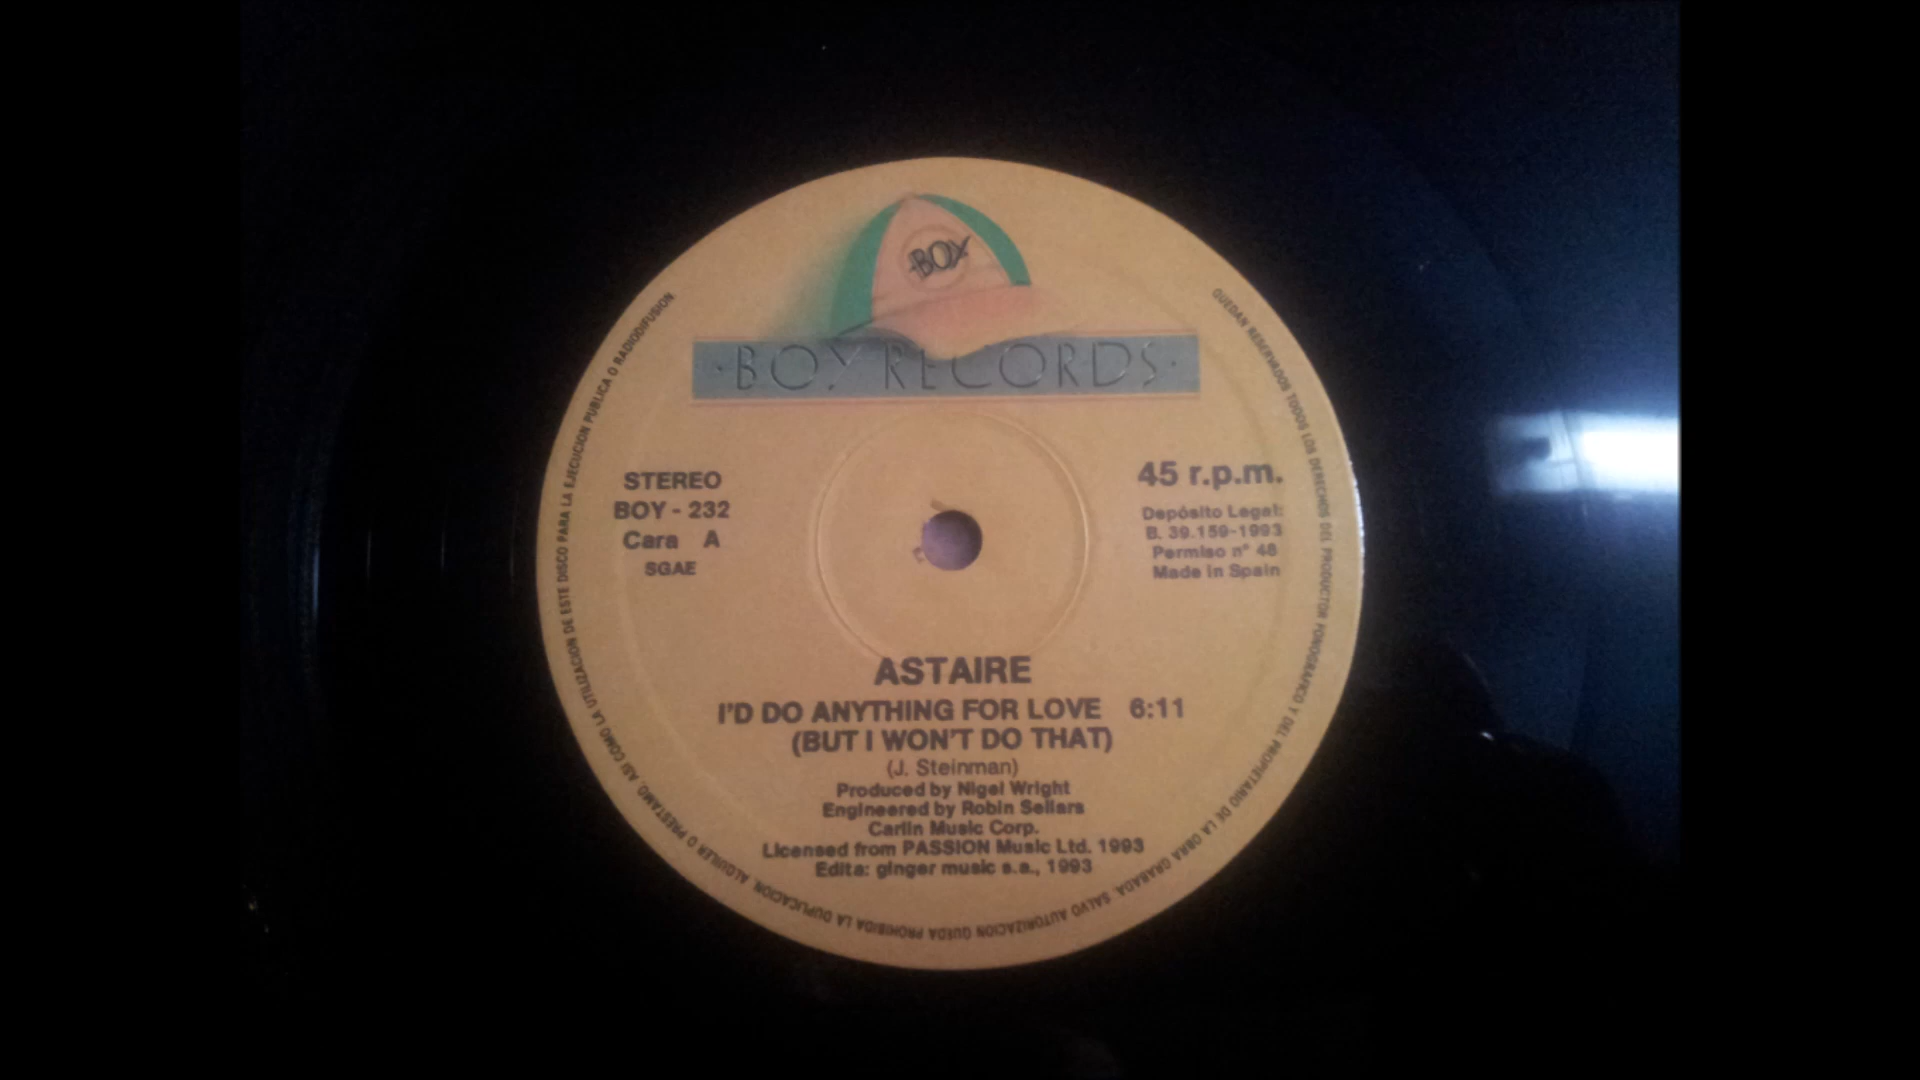 BOY
·BOY RECORDS·
STEREO
BOY - 232
Cara A
SGAE
45 r.p.m.
Depósito Legal:
B. 39.159-1993
Permiso nº 48
Made in Spain
ASTAIRE
I'D DO ANYTHING FOR LOVE 6:11
(BUT I WON'T DO THAT)
(J. Steinman)
Produced by Nigel Wright
Engineered by Robin Sellars
Carlin Music Corp.
Licensed from PASSION Music Ltd. 1993
Edita: ginger music s.a., 1993
QUEDAN RESERVADOS TODOS LOS DERECHOS DEL PRODUCTOR FONOGRAFICO Y DEL PROPIETARIO DE LA OBRA GRABADA. SALVO AUTORIZACION QUEDA PROHIBIDA LA DUPLICACION, ALQUILER O PRESTAMO, ASI COMO LA UTILIZACION DE ESTE DISCO PARA LA EJECUCION PUBLICA O RADIODIFUSION